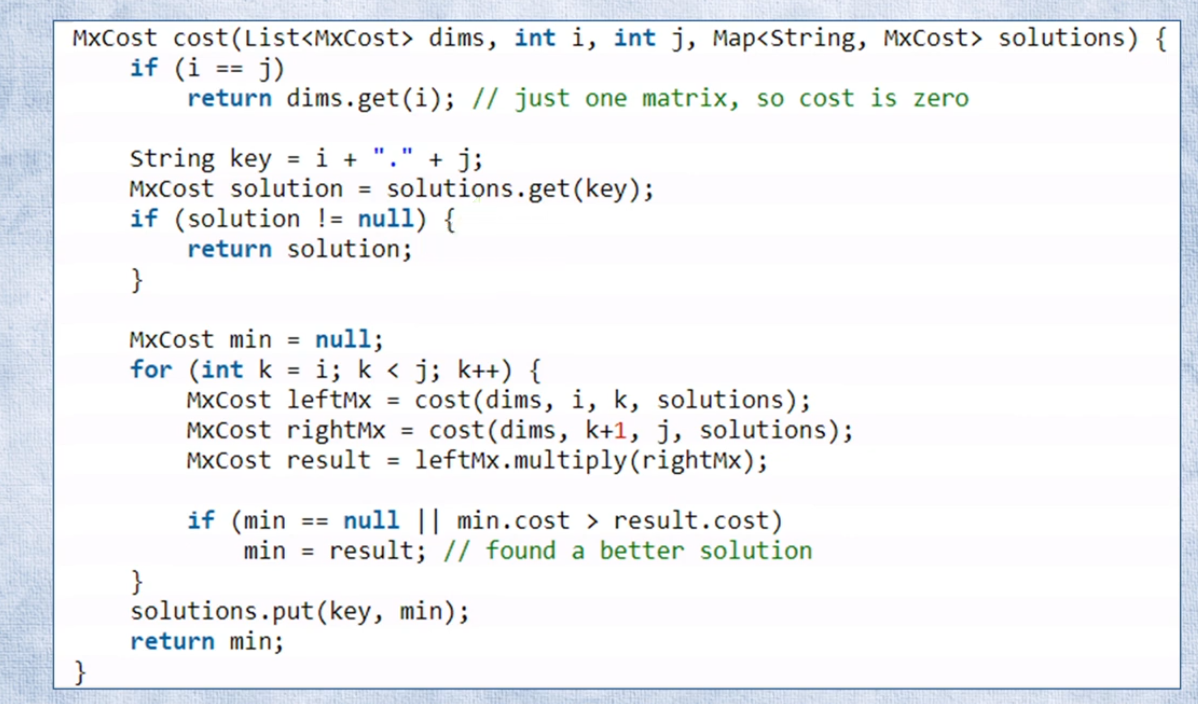 MxCost cost(List<MxCost> dims, int i, int j, Map<String, MxCost> solutions) {
    if (i == j)
        return dims.get(i); // just one matrix, so cost is zero

    String key = i + "." + j;
    MxCost solution = solutions.get(key);
    if (solution != null) {
        return solution;
    }

    MxCost min = null;
    for (int k = i; k < j; k++) {
        MxCost leftMx = cost(dims, i, k, solutions);
        MxCost rightMx = cost(dims, k+1, j, solutions);
        MxCost result = leftMx.multiply(rightMx);

        if (min == null || min.cost > result.cost)
            min = result; // found a better solution
    }
    solutions.put(key, min);
    return min;
}